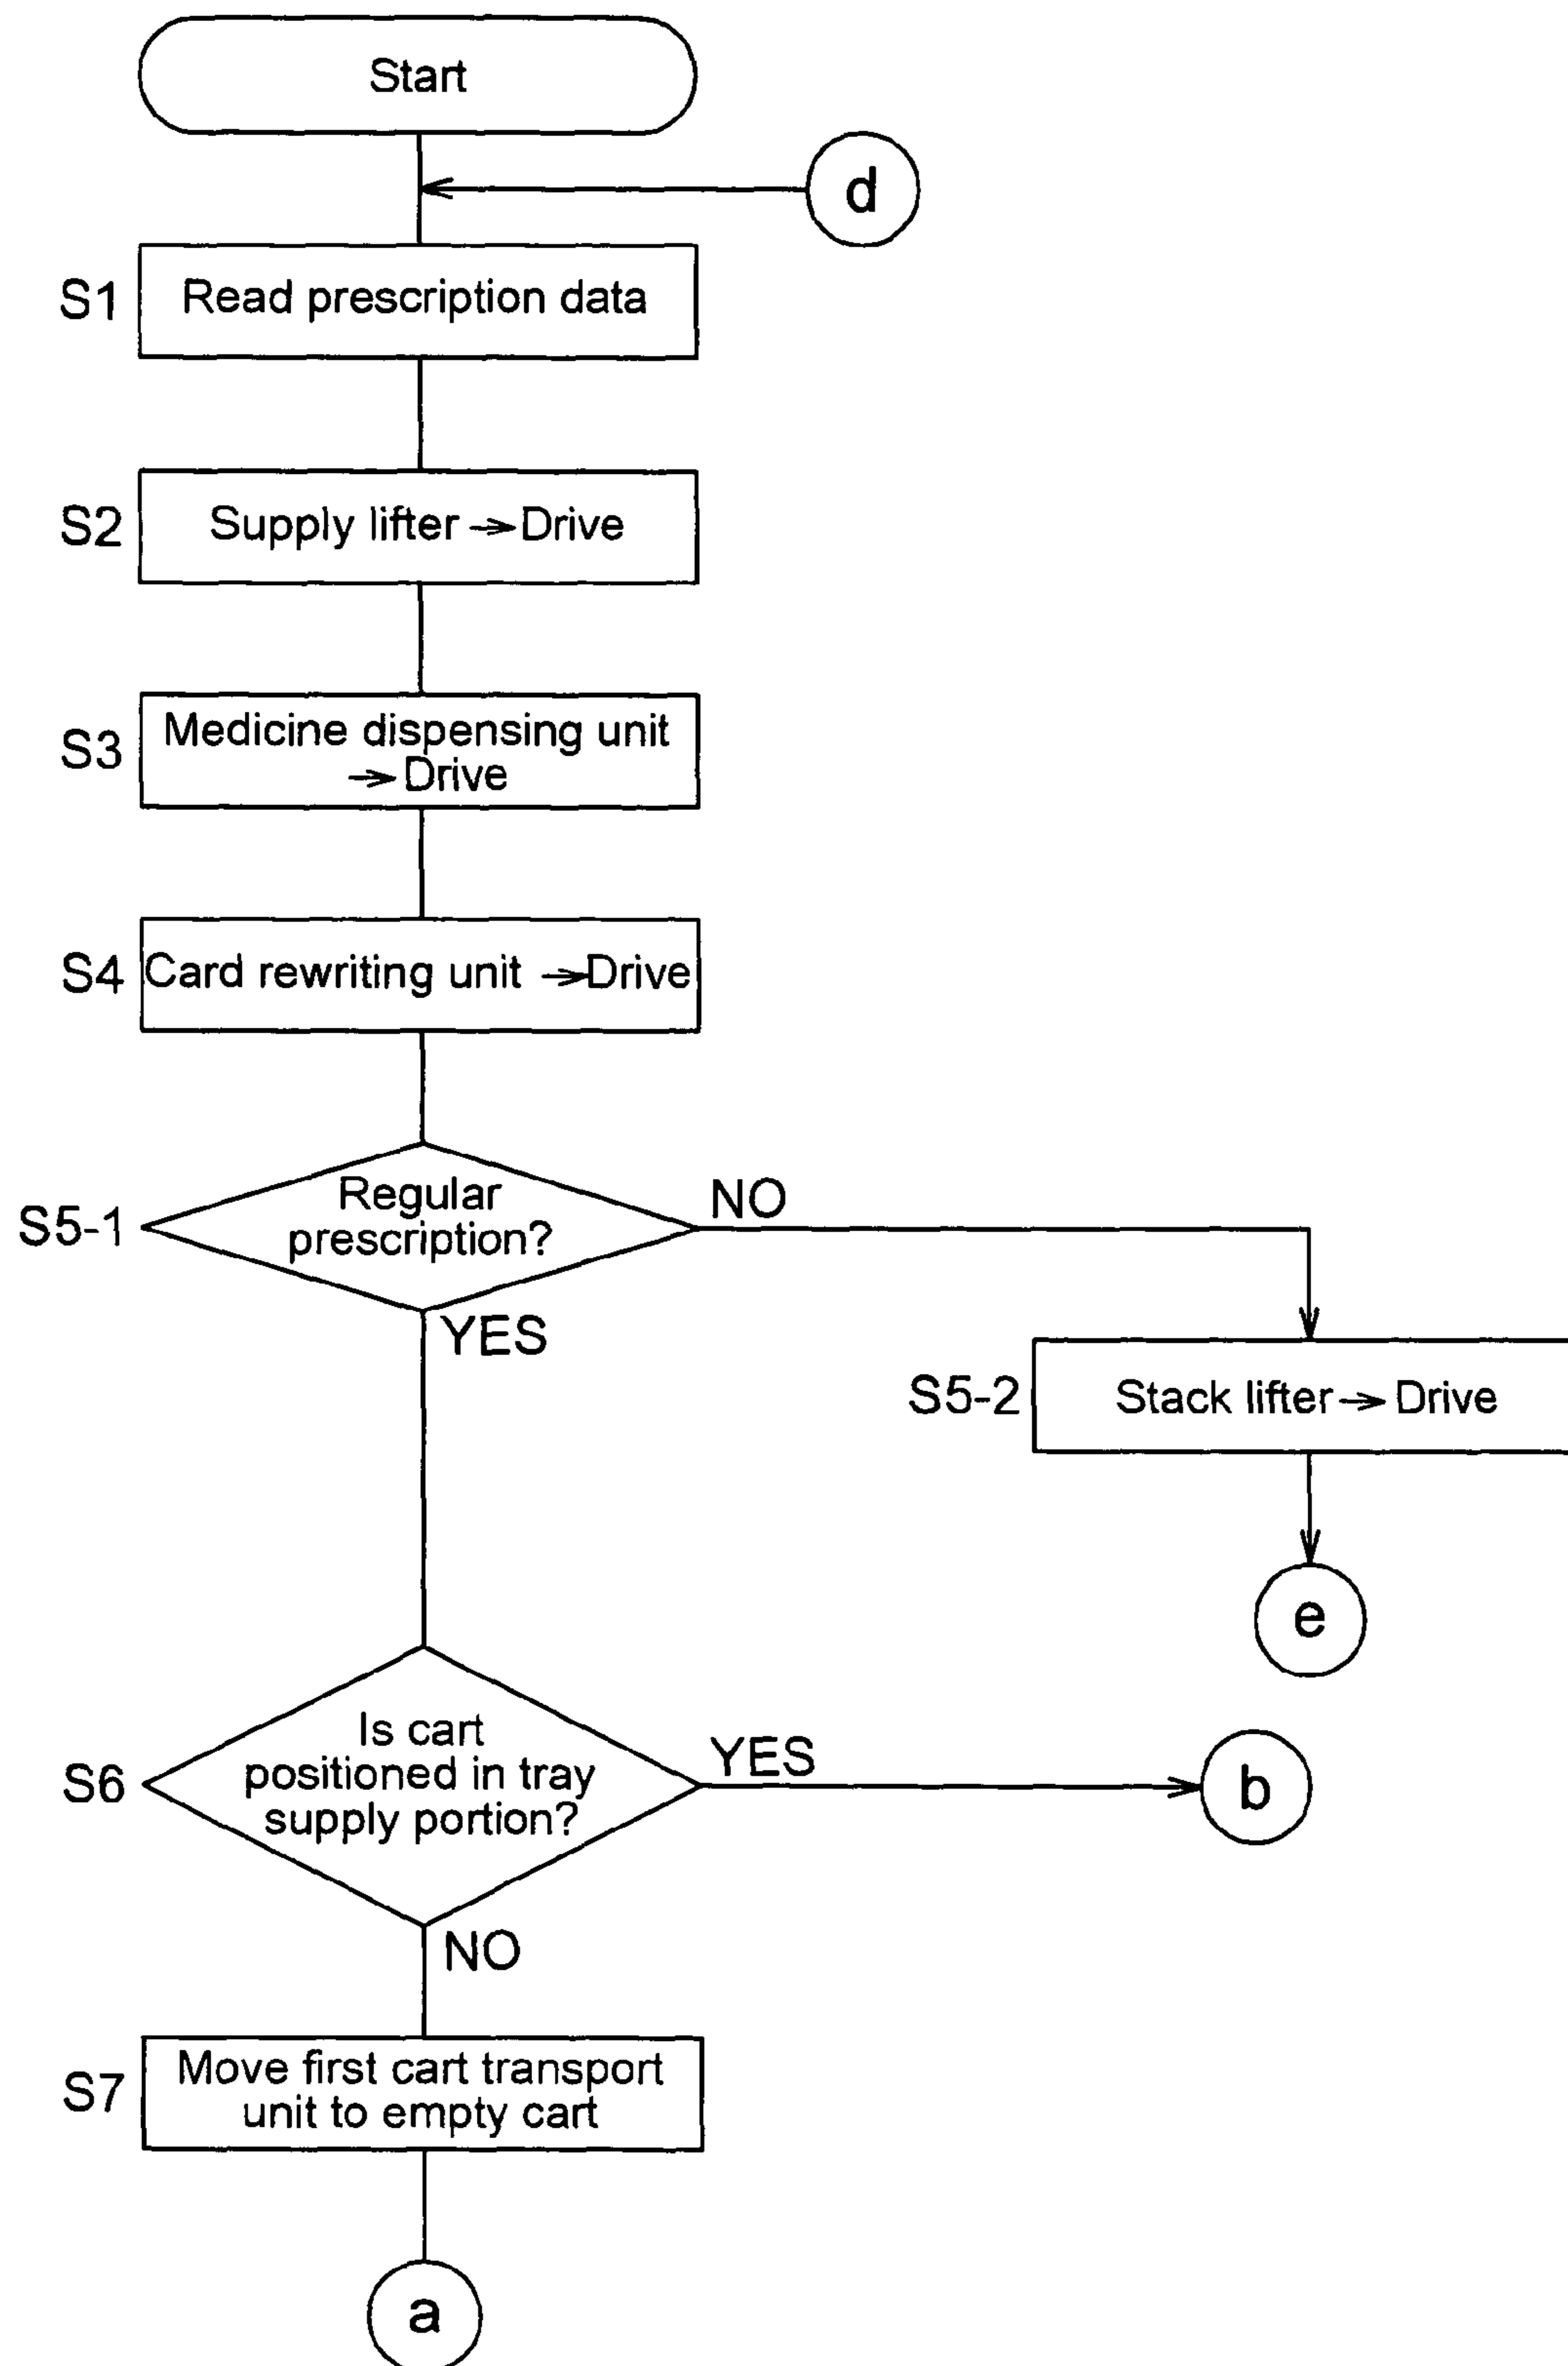 Start
d
S1
Read prescription data
S2
Supply lifter → Drive
S3
Medicine dispensing unit
→ Drive
S4
Card rewriting unit → Drive
S5-1
Regular
prescription?
NO
YES
S5-2
Stack lifter → Drive
e
S6
Is cart
positioned in tray
supply portion?
YES
b
NO
S7
Move first cart transport
unit to empty cart
a